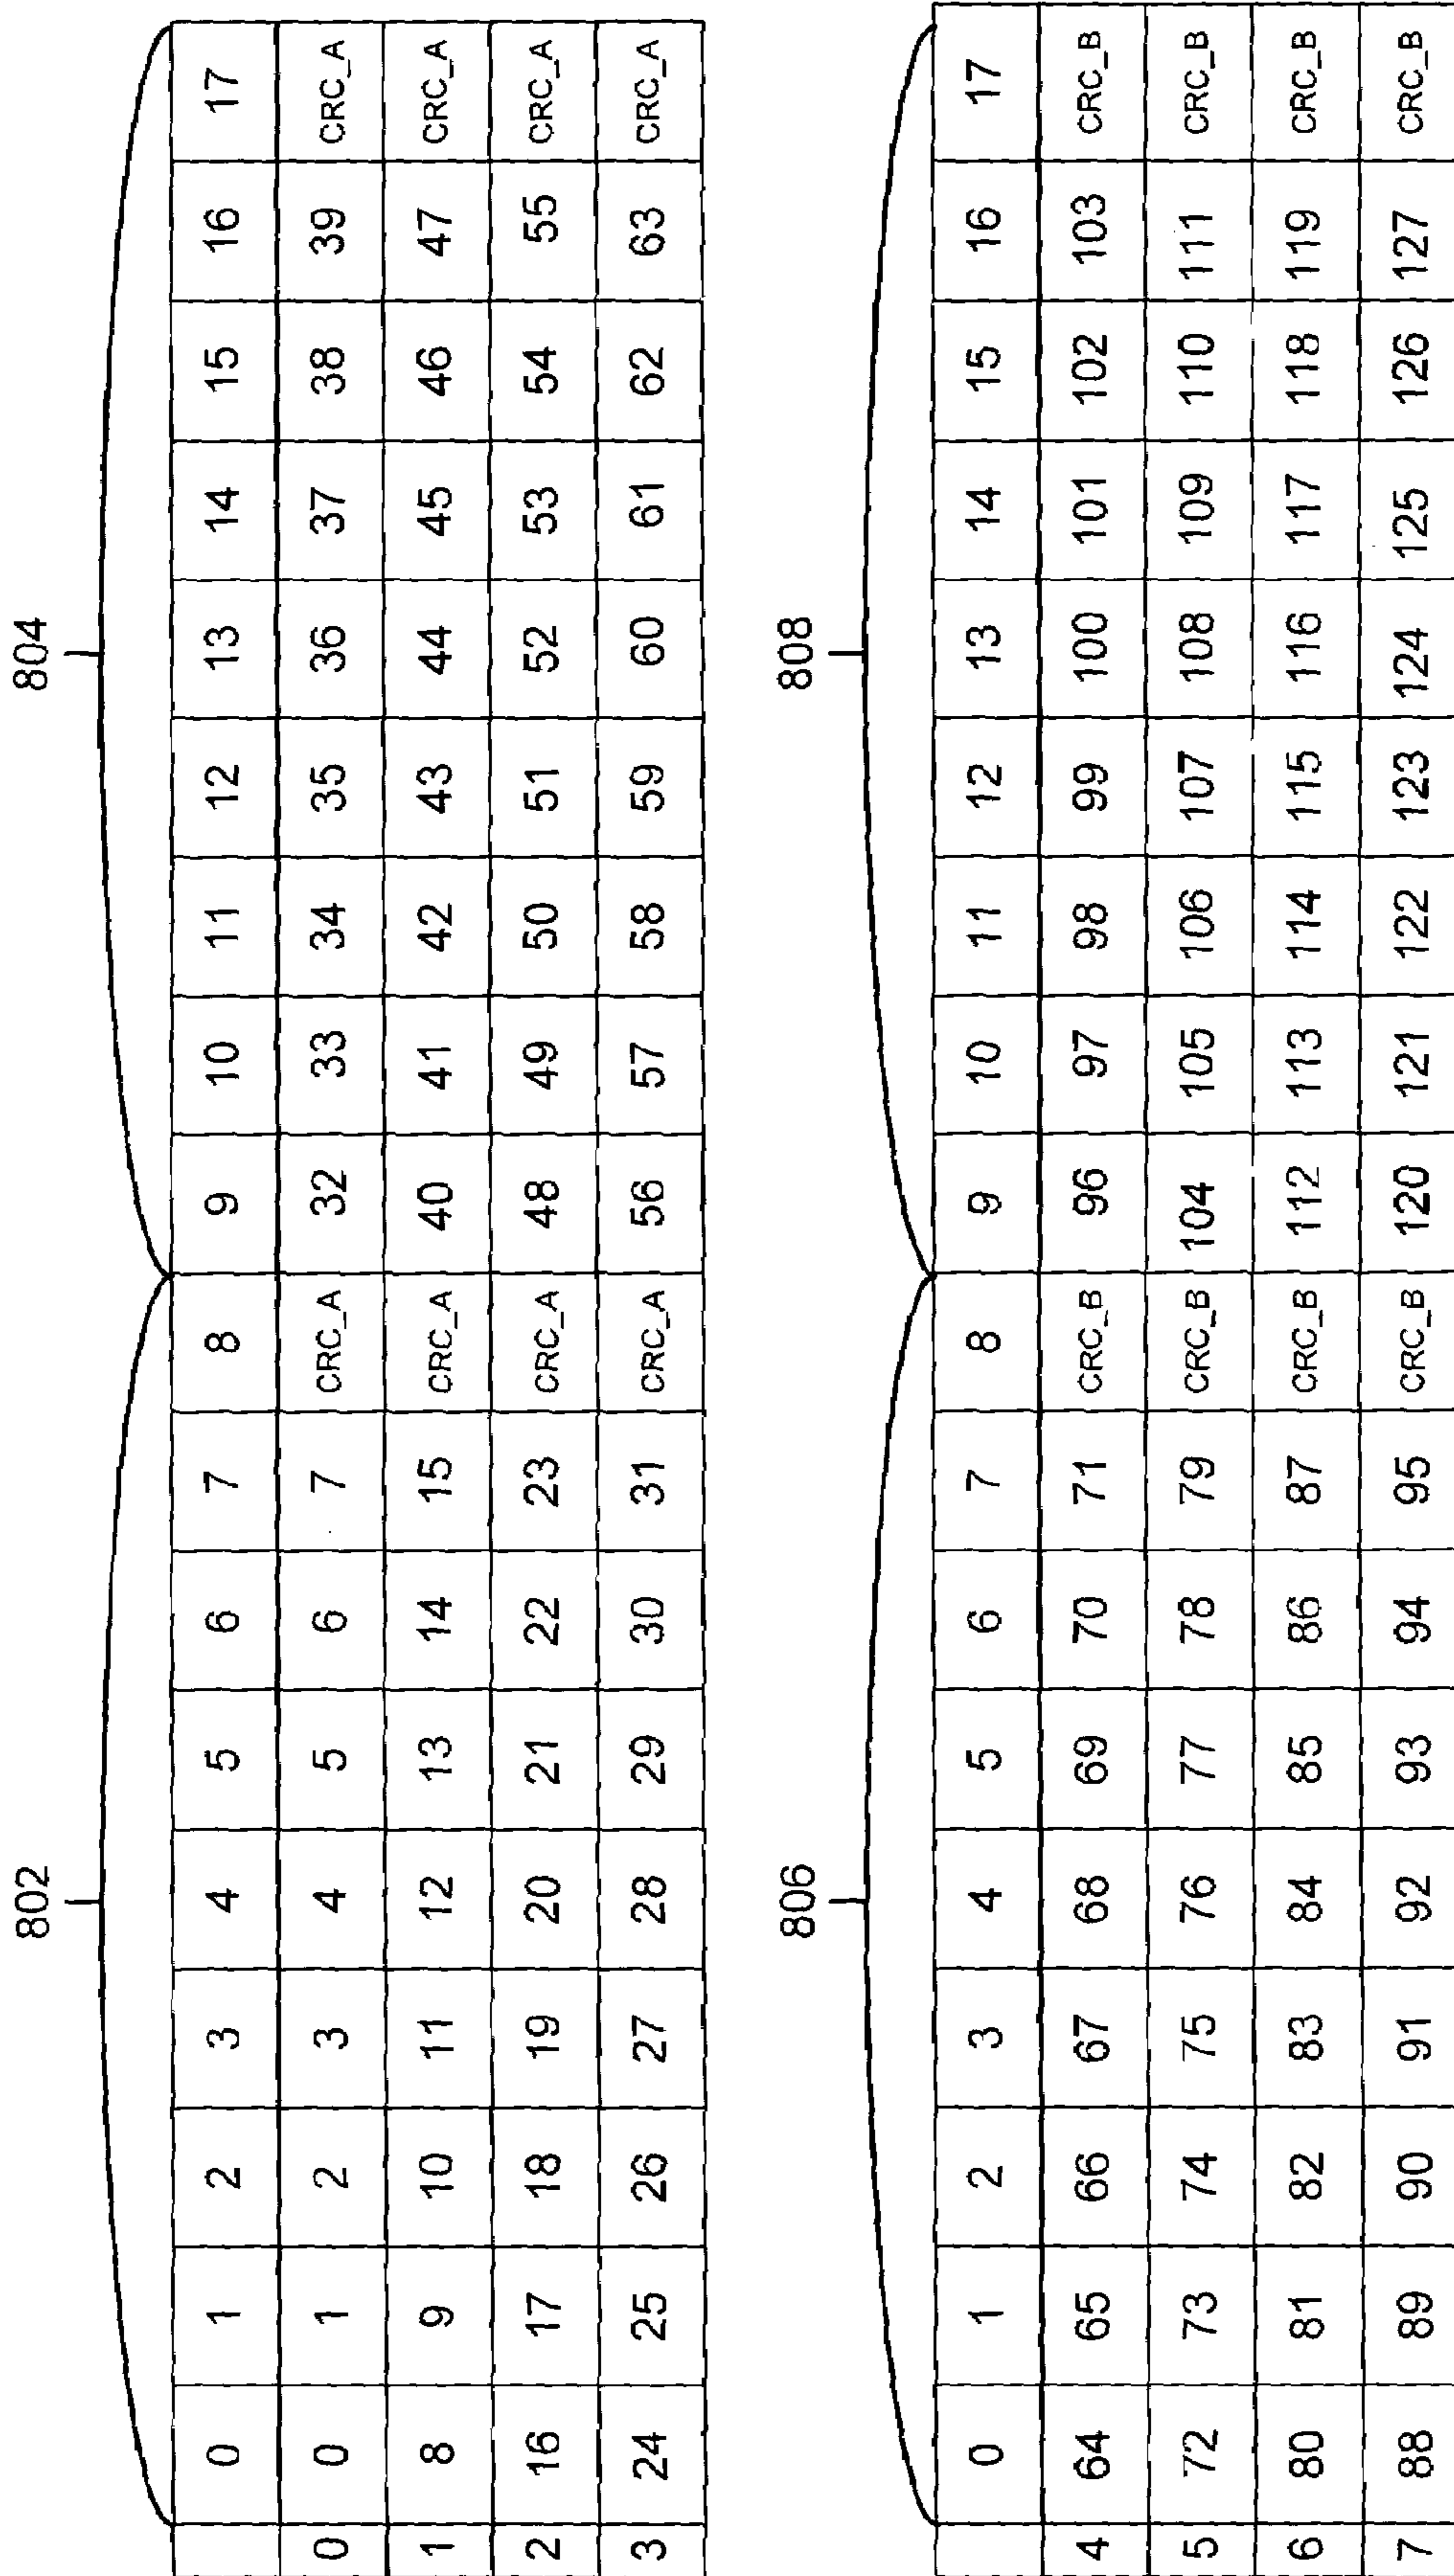 802 804
0 1 2 3 4 5 6 7 8 9 10 11 12 13 14 15 16 17
0 0 1 2 3 4 5 6 7 CRC_A 32 33 34 35 36 37 38 39 CRC_A
1 8 9 10 11 12 13 14 15 CRC_A 40 41 42 43 44 45 46 47 CRC_A
2 16 17 18 19 20 21 22 23 CRC_A 48 49 50 51 52 53 54 55 CRC_A
3 24 25 26 27 28 29 30 31 CRC_A 56 57 58 59 60 61 62 63 CRC_A
806 808
0 1 2 3 4 5 6 7 8 9 10 11 12 13 14 15 16 17
4 64 65 66 67 68 69 70 71 CRC_B 96 97 98 99 100 101 102 103 CRC_B
5 72 73 74 75 76 77 78 79 CRC_B 104 105 106 107 108 109 110 111 CRC_B
6 80 81 82 83 84 85 86 87 CRC_B 112 113 114 115 116 117 118 119 CRC_B
7 88 89 90 91 92 93 94 95 CRC_B 120 121 122 123 124 125 126 127 CRC_B